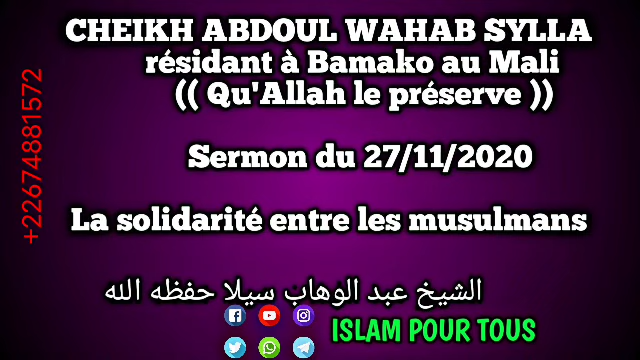 CHEIKH ABDOUL WAHAB SYLLA
résidant à Bamako au Mali
(( Qu'Allah le préserve ))
+22674881572
Sermon du 27/11/2020
La solidarité entre les musulmans
الشيخ عبد الوهاب سيلا حفظه الله
ISLAM POUR TOUS